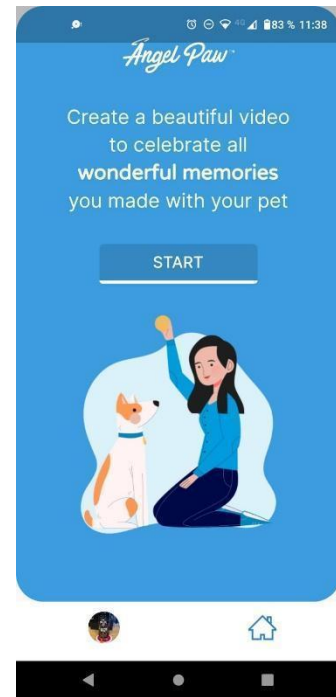 83 % 11:38
Angel Paw
Create a beautiful video
to celebrate all
wonderful memories
you made with your pet
START